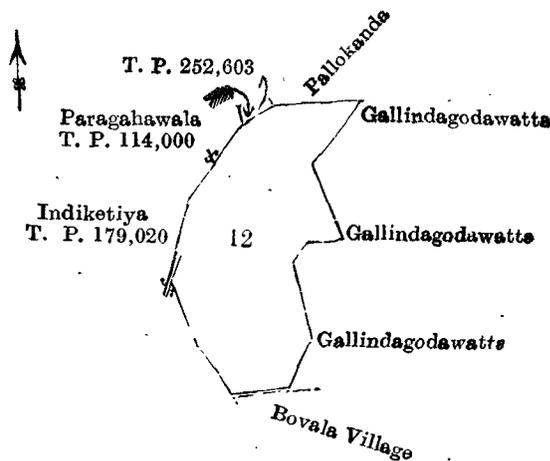 Pallokanda
T. P. 252,603
Paragahawala
T. P. 114,000
Gallindagodawatta
Indiketiya
T. P. 179,020
12
Gallindagodawatta
Gallindagodawatta
Bovala Village